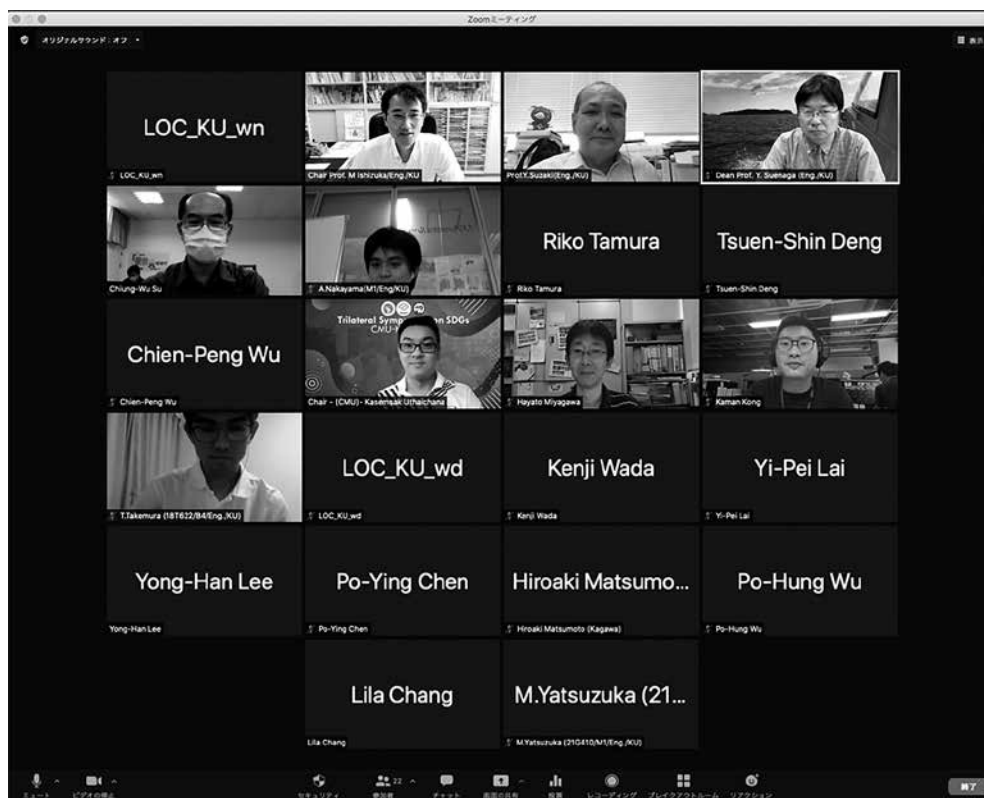 Zoomミーティング
オリジナルサウンド：オフ
表示
LOC_KU_wn
LOC_KU_wn
Chair Prof. M Ishizuka/Eng./KU
Prof.Y.Suzaki(Eng./KU)
Dean Prof. Y. Suenaga (Eng./KU)
Chiung-Wu Su
A.Nakayama(M1/Eng/KU)
Riko Tamura
Riko Tamura
Tsuen-Shin Deng
Tsuen-Shin Deng
Chien-Peng Wu
Chien-Peng Wu
Trilateral Symp on SDGs
Chair - (CMU)- Kasemsak Uthaichana
Hayato Miyagawa
Kaman Kong
T.Takemura (18T622/B4/Eng./KU)
LOC_KU_wd
LOC_KU_wd
Kenji Wada
Kenji Wada
Yi-Pei Lai
Yi-Pei Lai
Yong-Han Lee
Yong-Han Lee
Po-Ying Chen
Po-Ying Chen
Hiroaki Matsumo...
Hiroaki Matsumoto (Kagawa)
Po-Hung Wu
Po-Hung Wu
Lila Chang
Lila Chang
M.Yatsuzuka (21...
M.Yatsuzuka (21G410/M1/Eng./KU)
ミュート
ビデオの停止
セキュリティ
22
参加者
チャット
画面の共有
投票
レコーディング
ブレイクアウトルーム
リアクション
終了